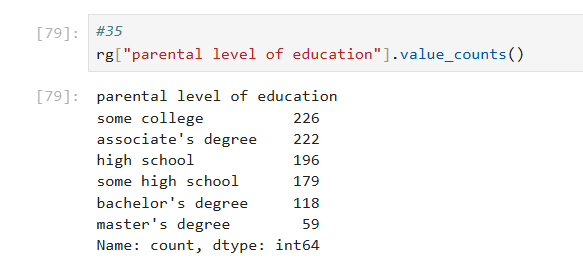 [79]: #35
rg["parental level of education"].value_counts()
[79]: parental level of education
some college 226
associate's degree 222
high school 196
some high school 179
bachelor's degree 118
master's degree 59
Name: count, dtype: int64